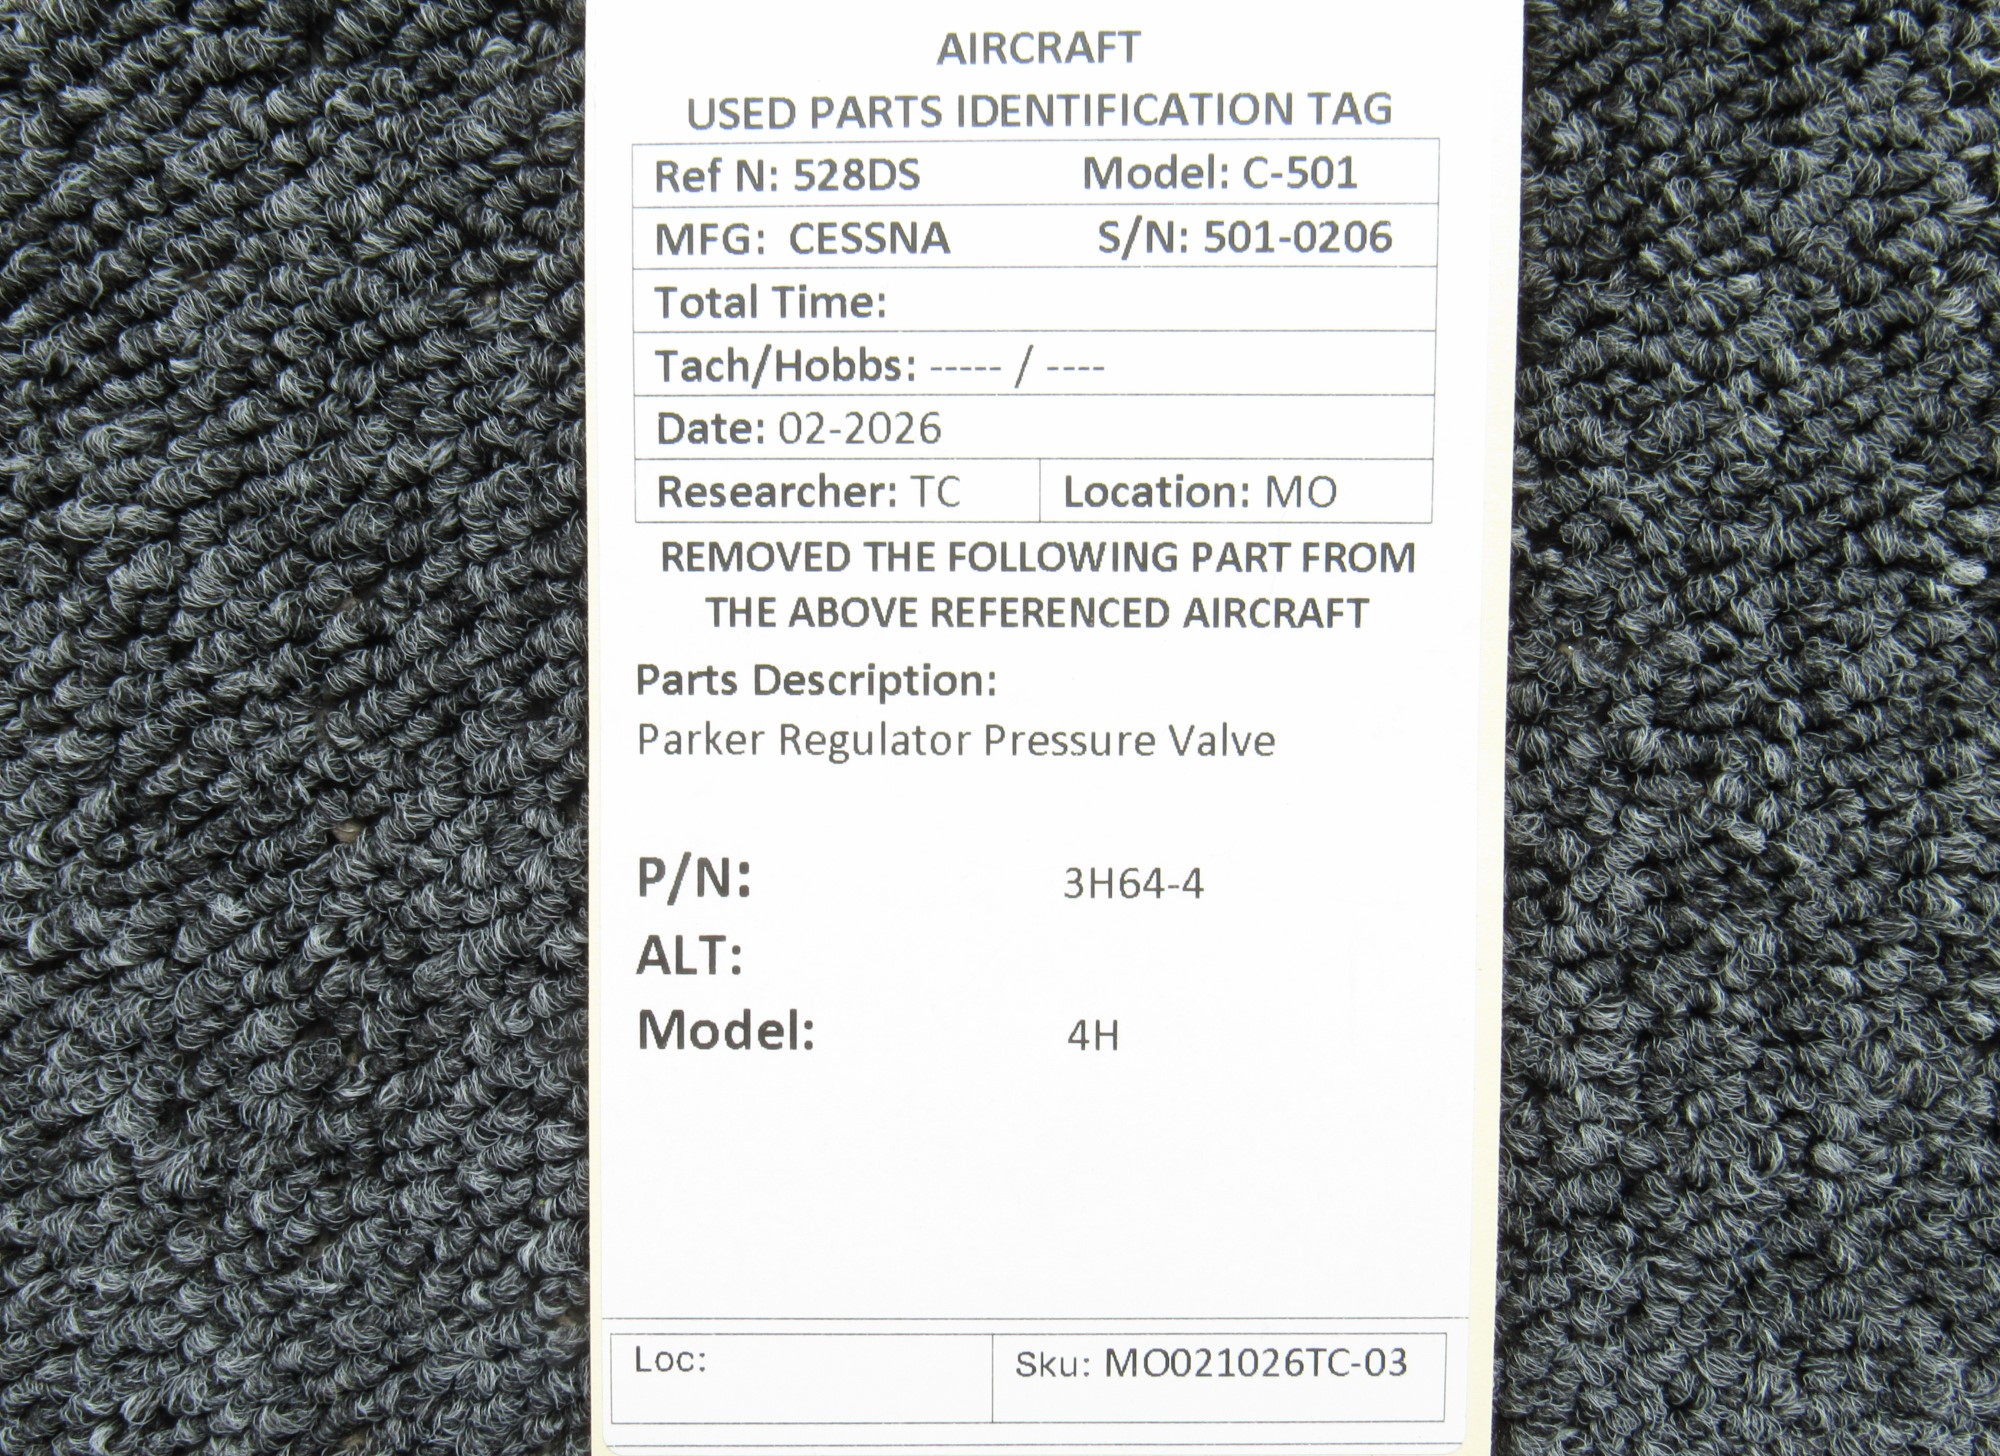 AIRCRAFT
USED PARTS IDENTIFICATION TAG
Ref N: 528DS Model: C-501
MFG: CESSNA S/N: 501-0206
Total Time:
Tach/Hobbs: ----- / ----
Date: 02-2026
Researcher: TC Location: MO
REMOVED THE FOLLOWING PART FROM
THE ABOVE REFERENCED AIRCRAFT
Parts Description:
Parker Regulator Pressure Valve
P/N: 3H64-4
ALT:
Model: 4H
Loc: Sku: MO021026TC-03